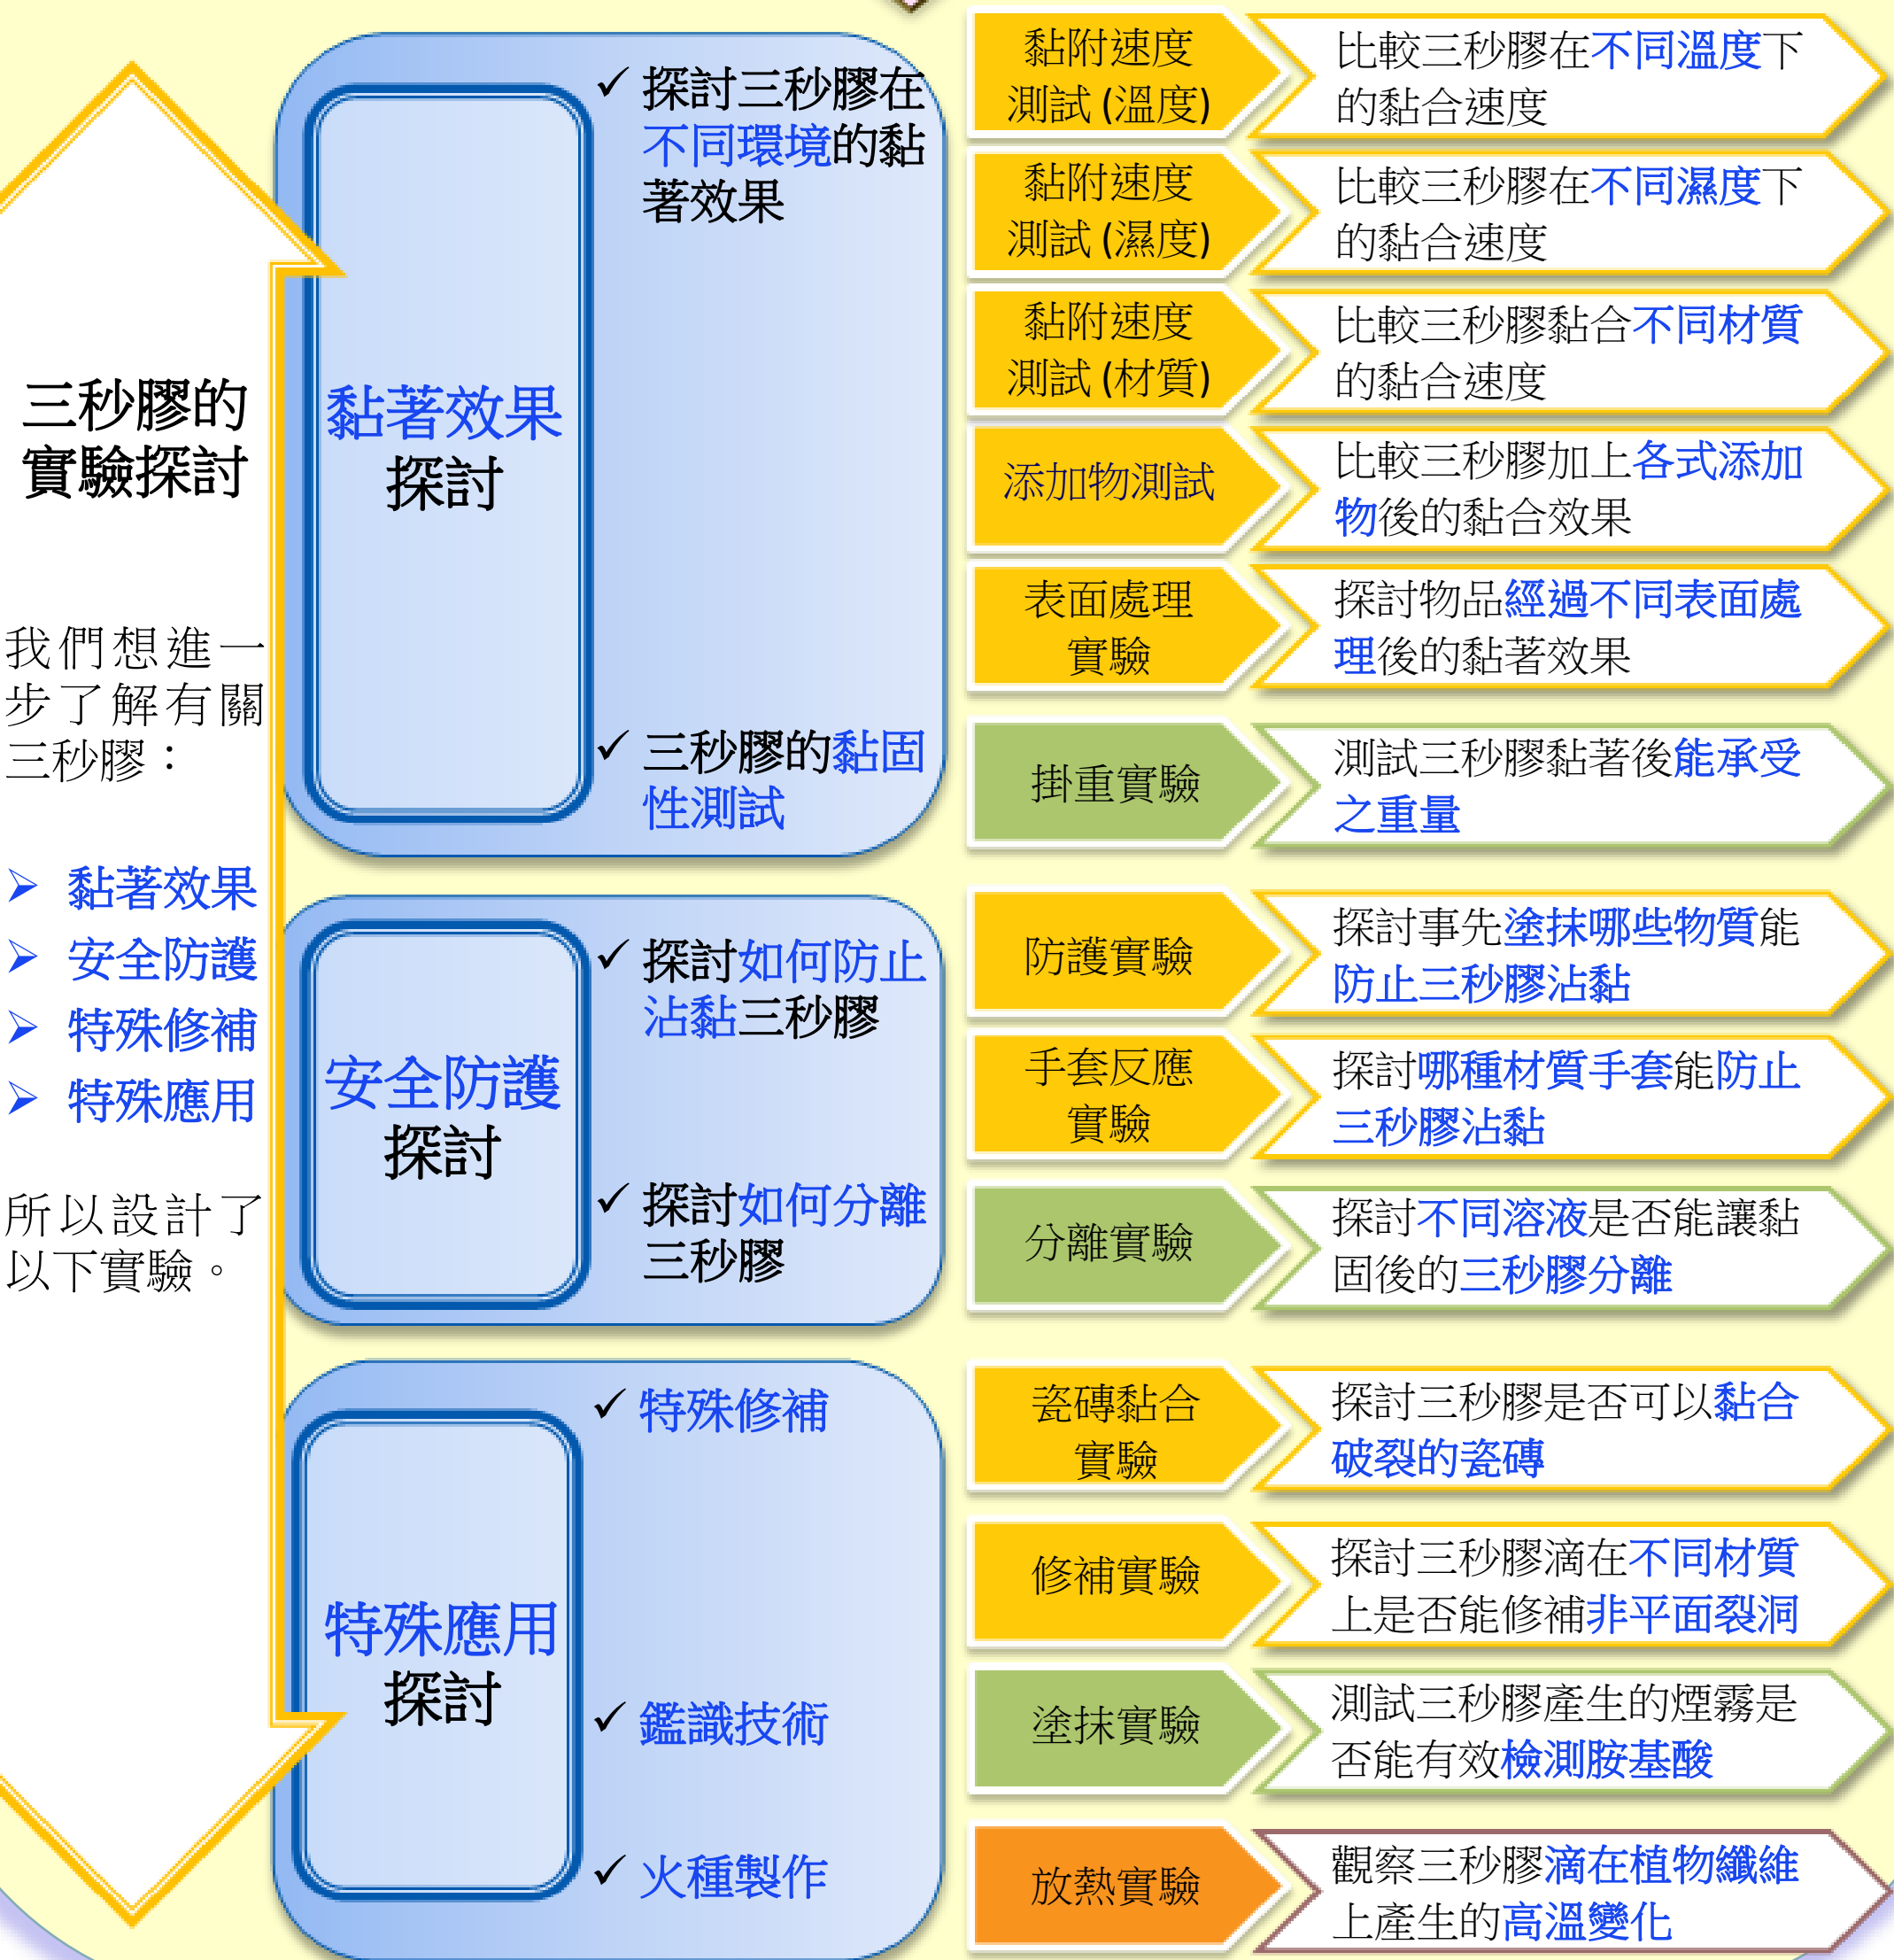 三秒膠的
實驗探討
我們想進一
步了解有關
三秒膠：
➢ 黏著效果
➢ 安全防護
➢ 特殊修補
➢ 特殊應用
所以設計了
以下實驗。
黏著效果
探討
✓ 探討三秒膠在
不同環境的黏
著效果
✓ 三秒膠的黏固
性測試
黏附速度
測試 (溫度)
比較三秒膠在不同溫度下
的黏合速度
黏附速度
測試 (濕度)
比較三秒膠在不同濕度下
的黏合速度
黏附速度
測試 (材質)
比較三秒膠黏合不同材質
的黏合速度
添加物測試
比較三秒膠加上各式添加
物後的黏合效果
表面處理
實驗
探討物品經過不同表面處
理後的黏著效果
掛重實驗
測試三秒膠黏著後能承受
之重量
安全防護
探討
✓ 探討如何防止
沾黏三秒膠
✓ 探討如何分離
三秒膠
防護實驗
探討事先塗抹哪些物質能
防止三秒膠沾黏
手套反應
實驗
探討哪種材質手套能防止
三秒膠沾黏
分離實驗
探討不同溶液是否能讓黏
固後的三秒膠分離
特殊應用
探討
✓ 特殊修補
✓ 鑑識技術
✓ 火種製作
瓷磚黏合
實驗
探討三秒膠是否可以黏合
破裂的瓷磚
修補實驗
探討三秒膠滴在不同材質
上是否能修補非平面裂洞
塗抹實驗
測試三秒膠產生的煙霧是
否能有效檢測胺基酸
放熱實驗
觀察三秒膠滴在植物纖維
上產生的高溫變化